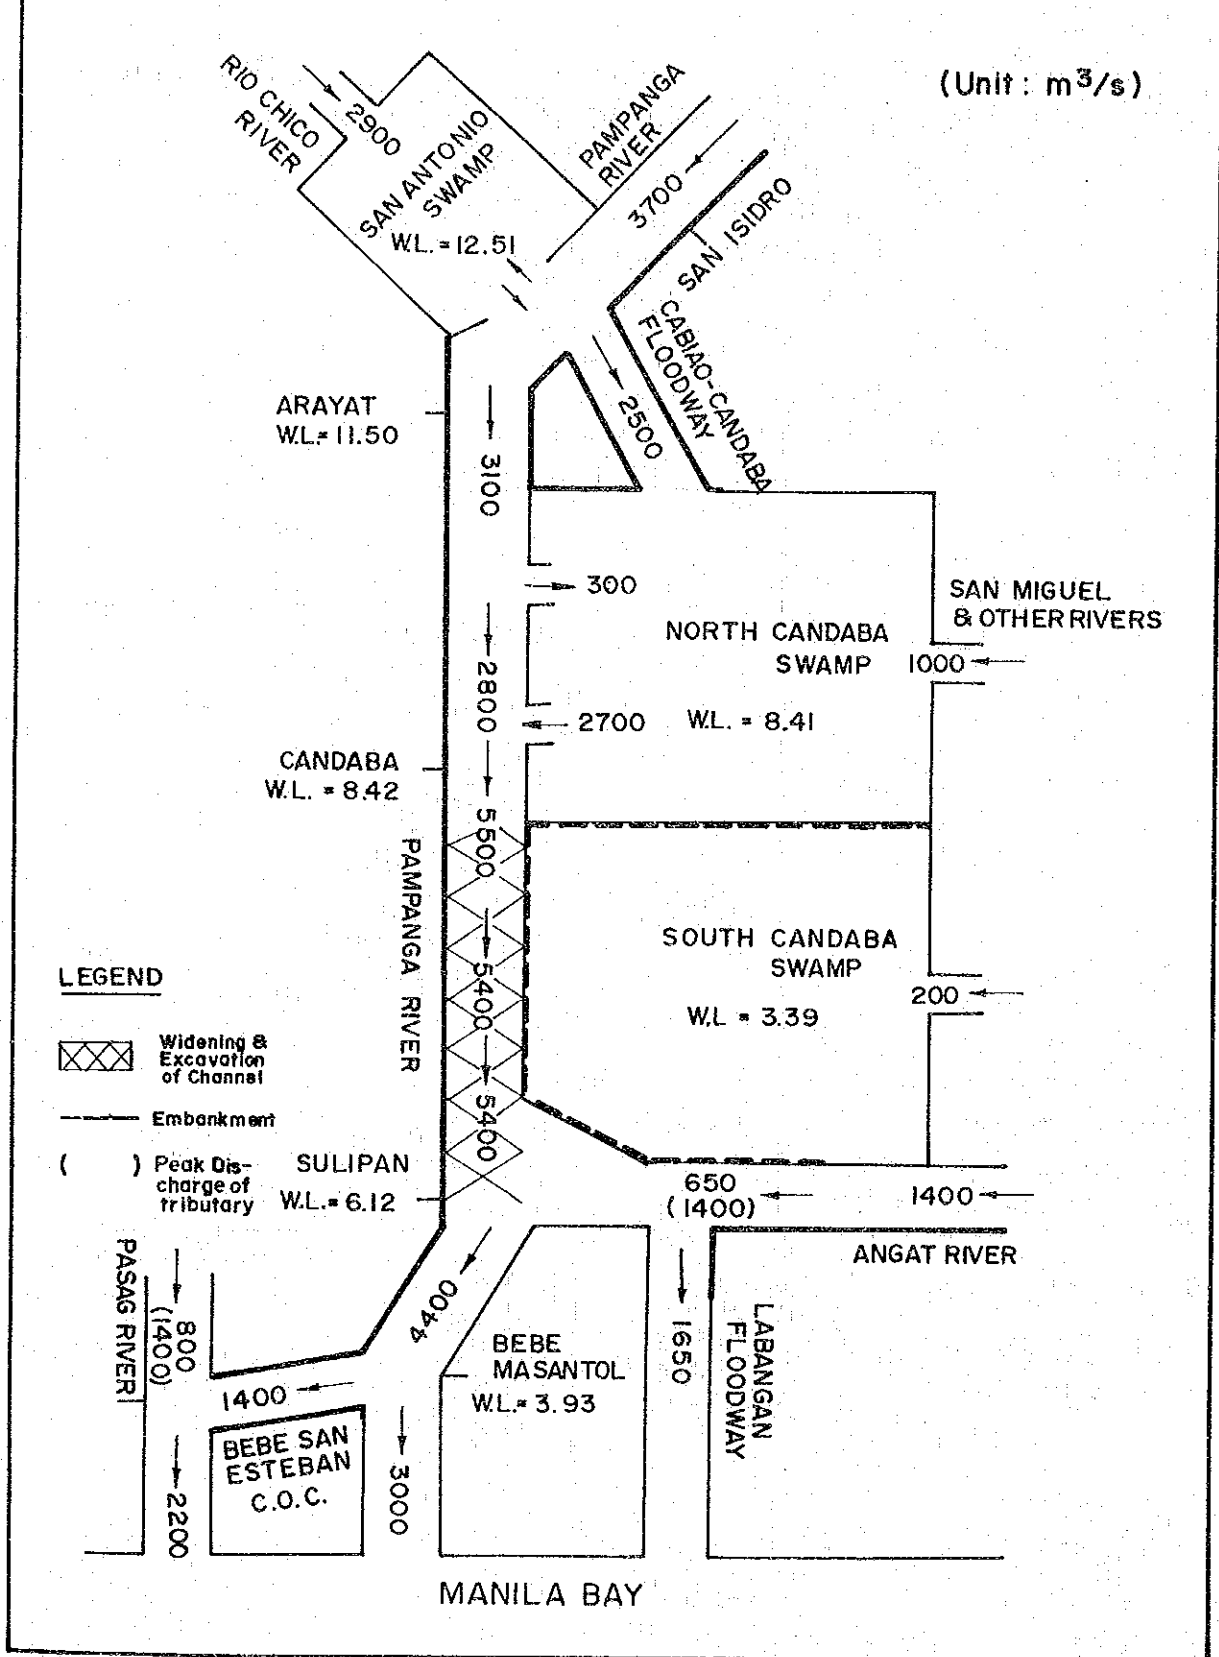 (Unit : m³/s)
RIO CHICO
RIVER
2900
SAN ANTONIO
SWAMP
W.L. = 12.51
PAMPANGA
RIVER
3700
SAN ISIDRO
CABIAO-CANDABA
FLOODWAY
2500
ARAYAT
W.L.= 11.50
3100
300
SAN MIGUEL
& OTHER RIVERS
NORTH CANDABA
SWAMP
1000
2800
2700
W.L. = 8.41
CANDABA
W.L. = 8.42
5500
PAMPANGA RIVER
SOUTH CANDABA
SWAMP
200
W.L = 3.39
5400
5400
LEGEND
Widening &
Excavation
of Channel
Embankment
( ) Peak Dis-
charge of
tributary
SULIPAN
W.L.= 6.12
650
(1400)
1400
ANGAT RIVER
PASAG RIVER
800
(1400)
4400
1650
LABANGAN
FLOODWAY
BEBE
MASANTOL
W.L.= 3.93
1400
BEBE SAN
ESTEBAN
C.O.C.
2200
3000
MANILA BAY